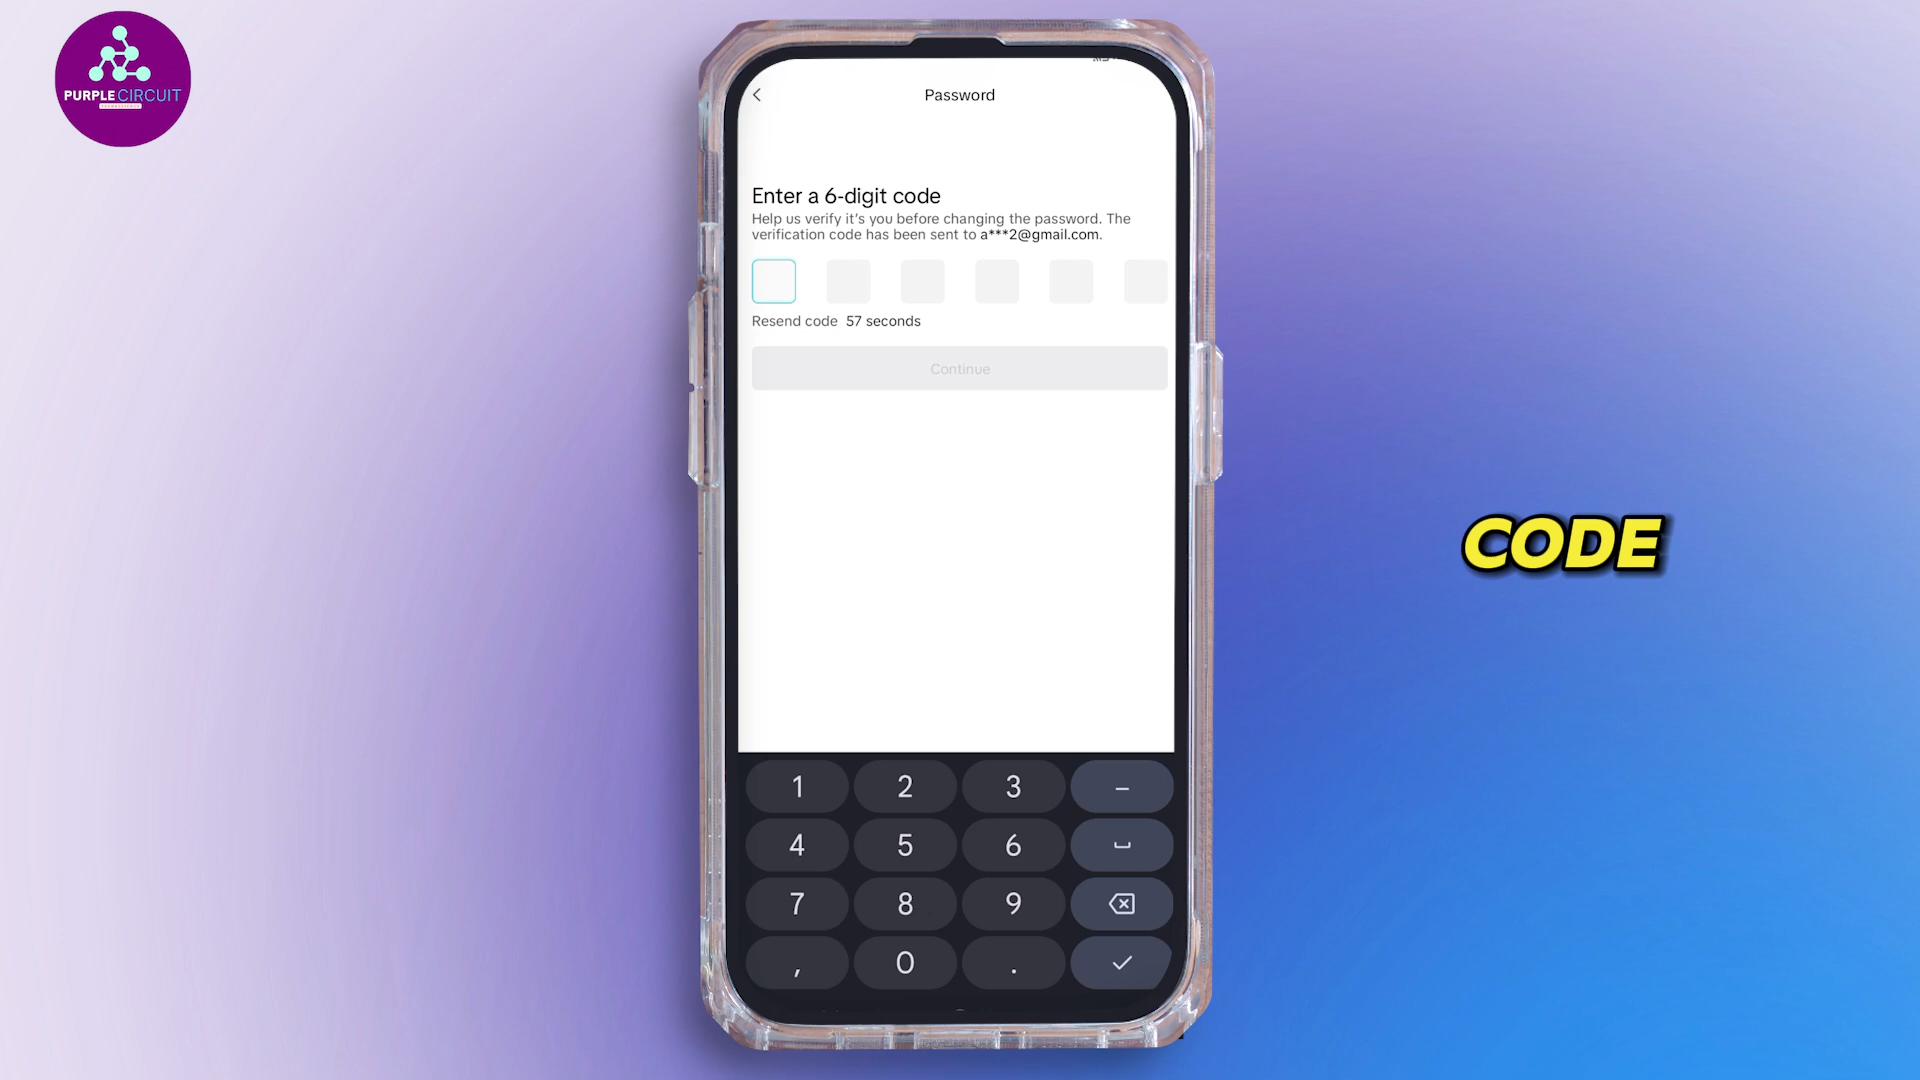 PURPLE CIRCUIT
Password
Enter a 6-digit code
Help us verify it's you before changing the password. The
verification code has been sent to a***2@gmail.com.
Resend code 57 seconds
Continue
CODE
1 2 3 –
4 5 6
7 8 9
, 0 .